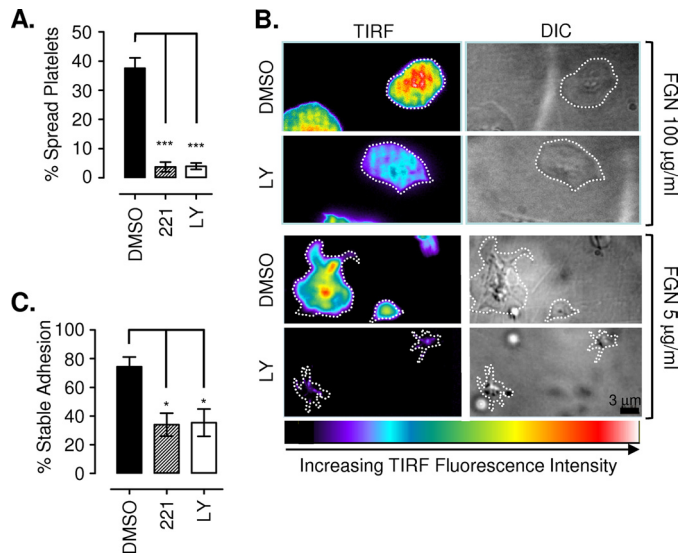 A.
% Spread Platelets
50
40
30
20
10
0
***
***
DMSO
221
LY
B.
TIRF
DIC
DMSO
LY
FGN 100 µg/ml
DMSO
LY
FGN 5 µg/ml
3 µm
Increasing TIRF Fluorescence Intensity
C.
% Stable Adhesion
100
80
60
40
20
0
*
*
DMSO
221
LY